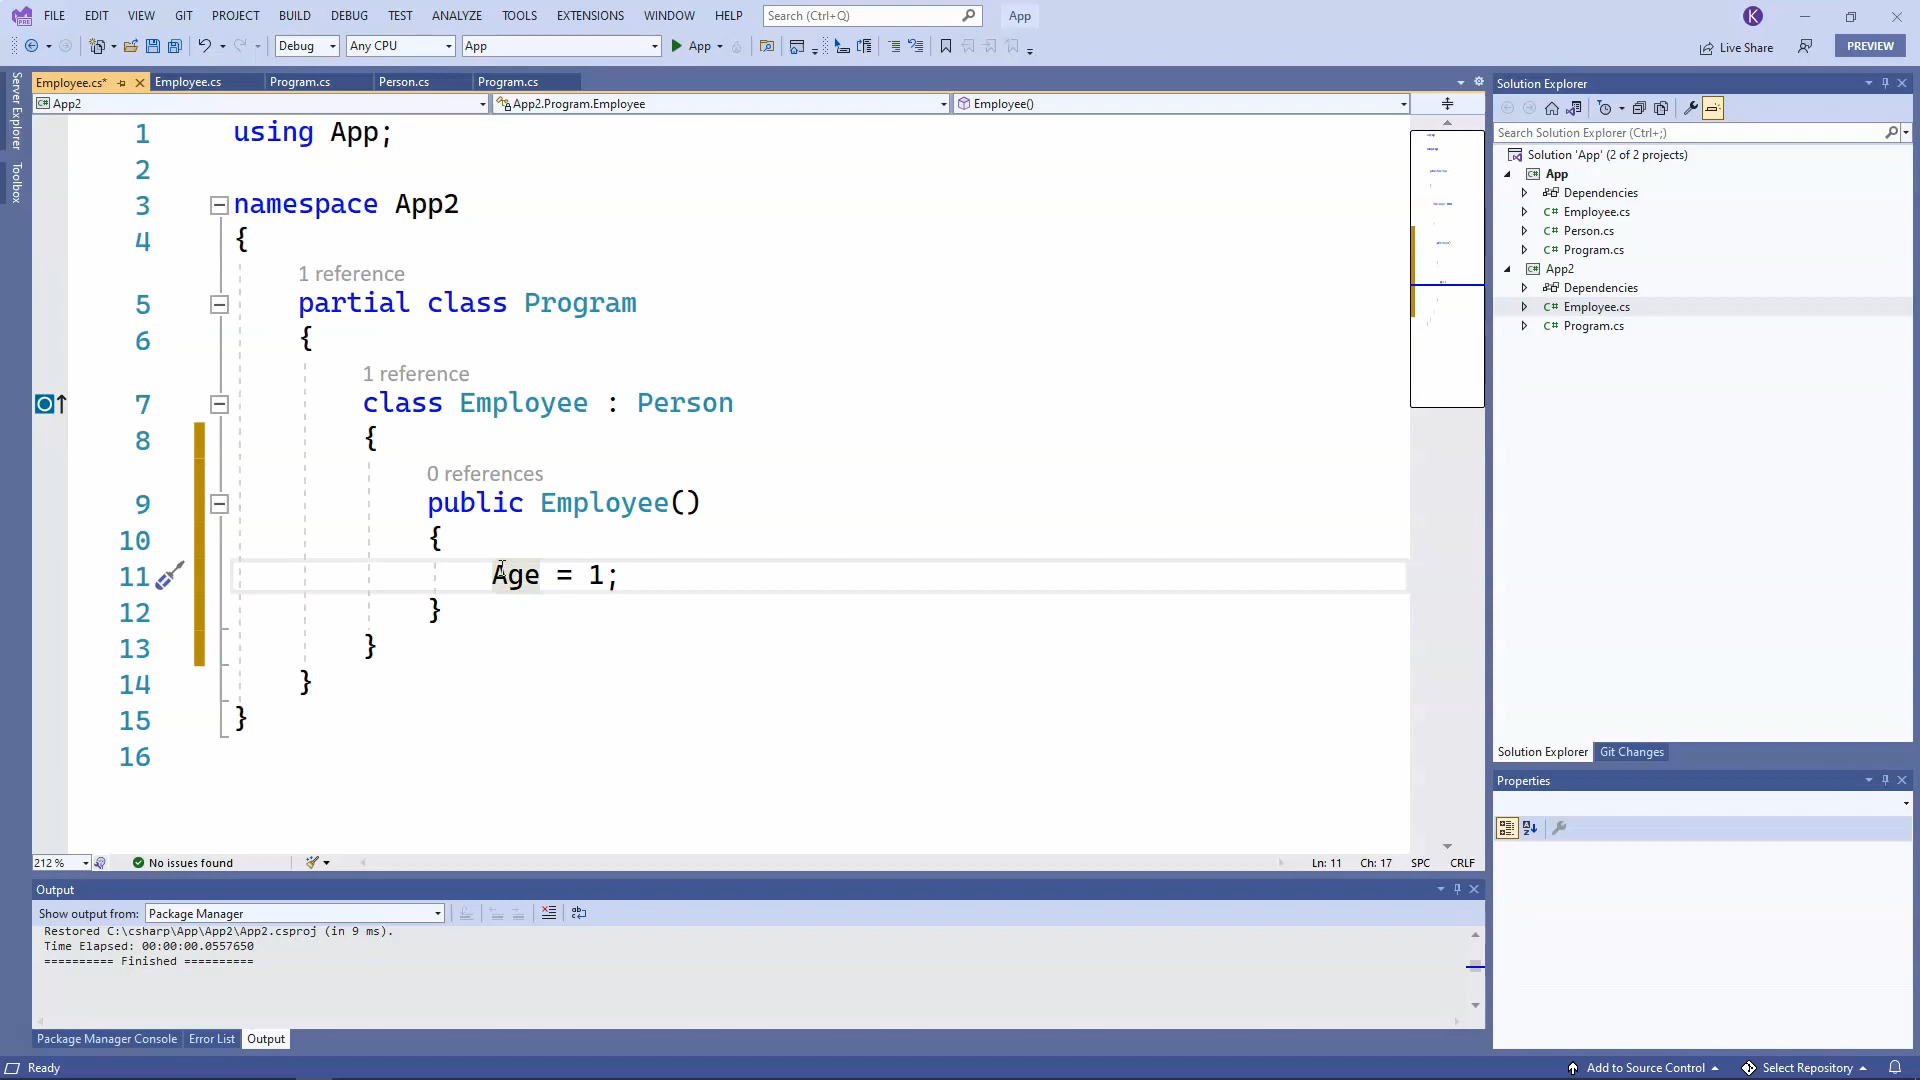 FILE EDIT VIEW GIT PROJECT BUILD DEBUG TEST ANALYZE TOOLS EXTENSIONS WINDOW HELP Search (Ctrl+Q) App K
Debug Any CPU App App Live Share PREVIEW
Server Explorer
Toolbox
Employee.cs* Employee.cs Program.cs Person.cs Program.cs
App2 App2.Program.Employee Employee()
1 using App;
2
3 namespace App2
4 {
1 reference
5 partial class Program
6 {
1 reference
7 class Employee : Person
8 {
0 references
9 public Employee()
10 {
11 Age = 1;
12 }
13 }
14 }
15 }
16
212 % No issues found Ln: 11 Ch: 17 SPC CRLF
Output
Show output from: Package Manager
Restored C:\csharp\App\App2\App2.csproj (in 9 ms).
Time Elapsed: 00:00:00.0557650
========== Finished ==========
Package Manager Console Error List Output
Solution Explorer
Search Solution Explorer (Ctrl+;)
Solution 'App' (2 of 2 projects)
C# App
Dependencies
C# Employee.cs
C# Person.cs
C# Program.cs
C# App2
Dependencies
C# Employee.cs
C# Program.cs
Solution Explorer Git Changes
Properties
Ready Add to Source Control Select Repository